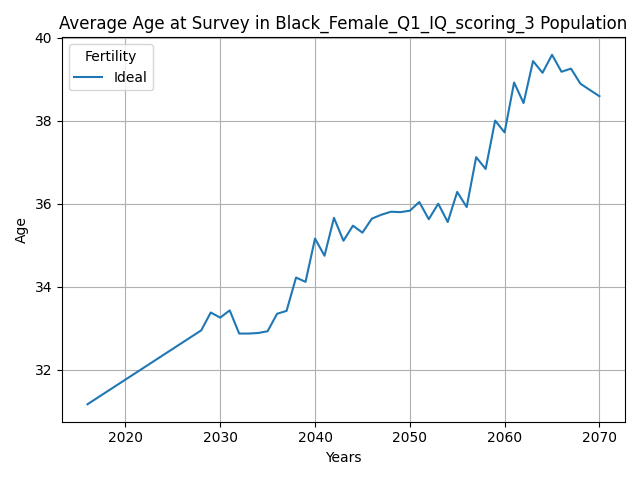 Average Age at Survey in Black_Female_Q1_IQ_scoring_3 Population
Fertility
Ideal
Age
40
38
36
34
32
2020 2030 2040 2050 2060 2070
Years